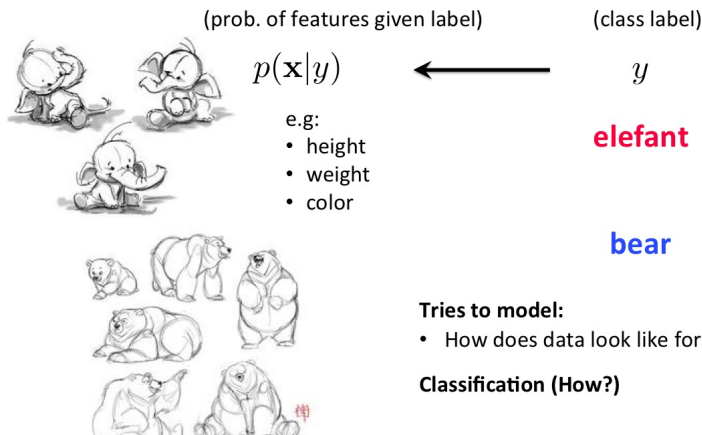 (prob. of features given label)
(class label)
p(x|y)
y
e.g:
• height
• weight
• color
elefant
bear
Tries to model:
• How does data look like for
Classification (How?)